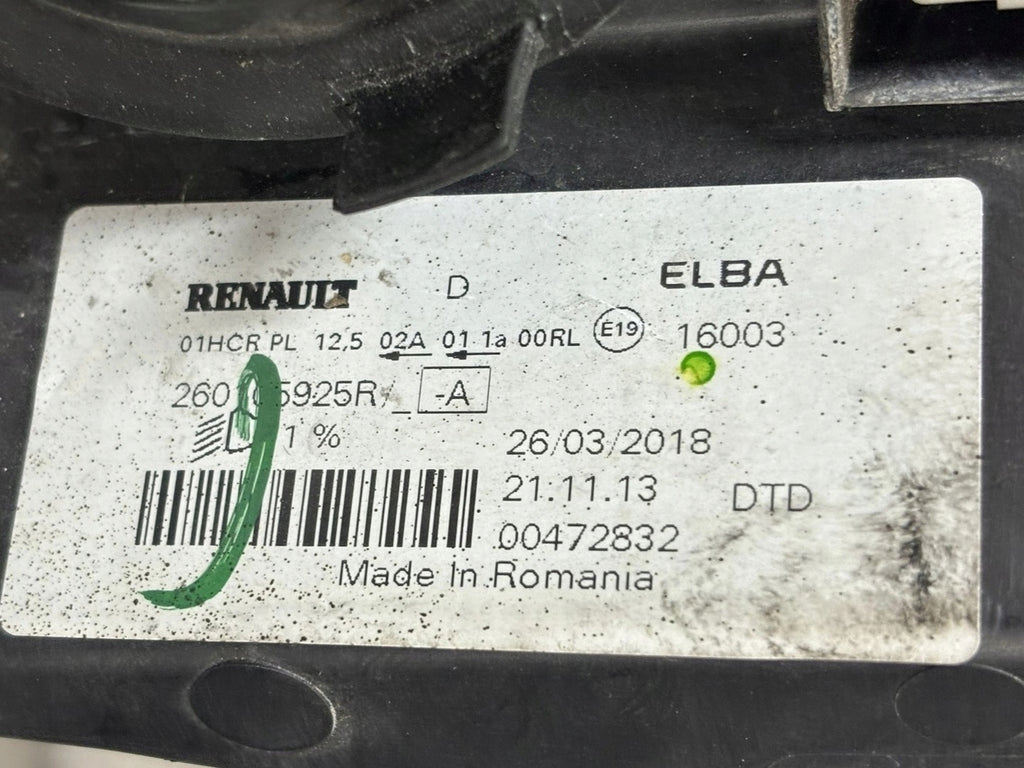 RENAULT D ELBA
01HCR PL 12,5 02A 01 1a 00RL E19 16003
-A
1 % 26/03/2018
21.11.13 DTD
00472832
Made In Romania